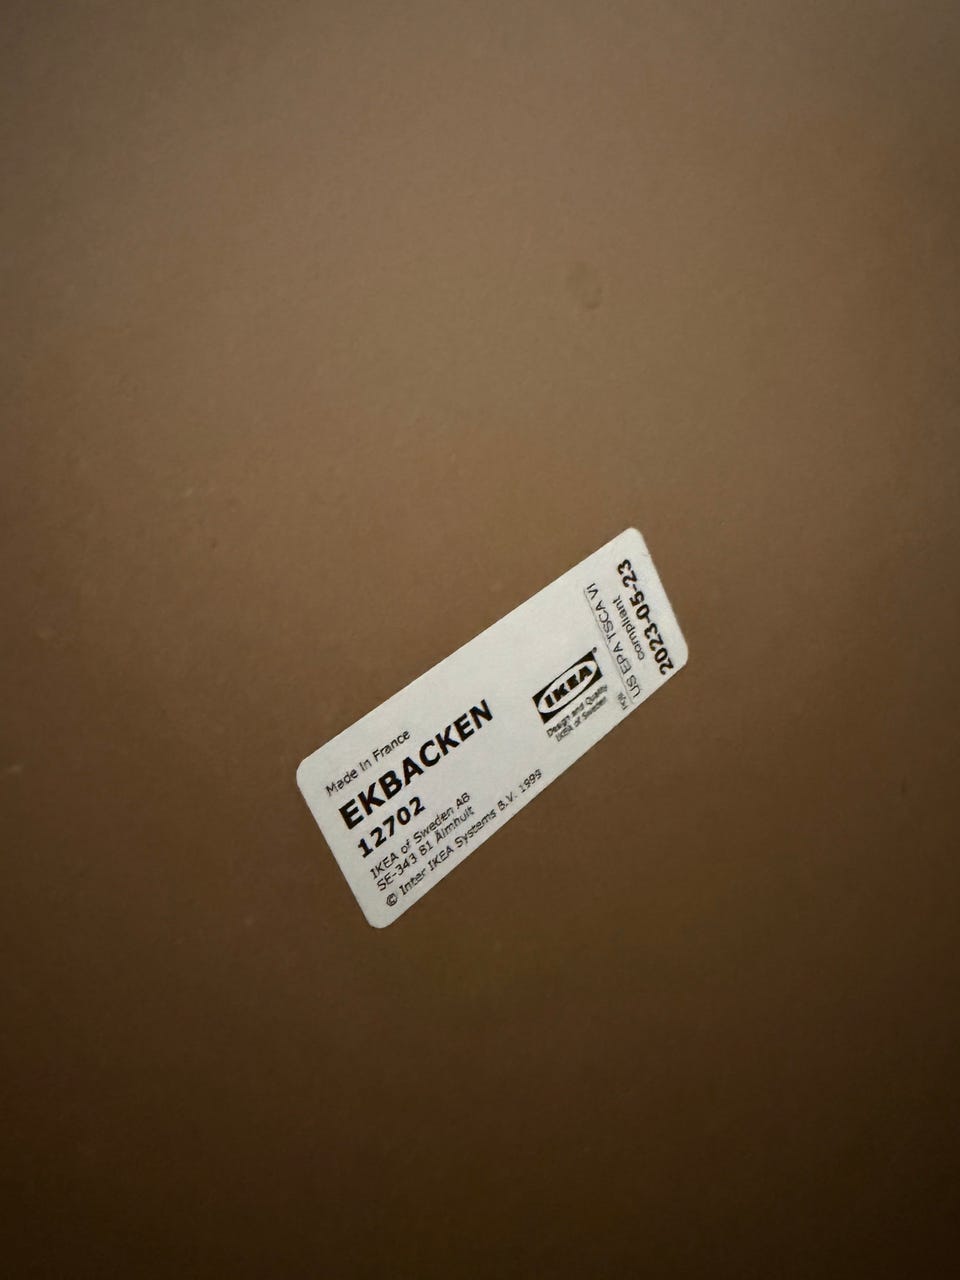 Made in France
EKBACKEN
12702
IKEA of Sweden AB
SE-343 81 Älmhult
© Inter IKEA Systems B.V. 1999
IKEA®
Design and Quality
IKEA of Sweden
US EPA TSCA VI
compliant
2023-05-23